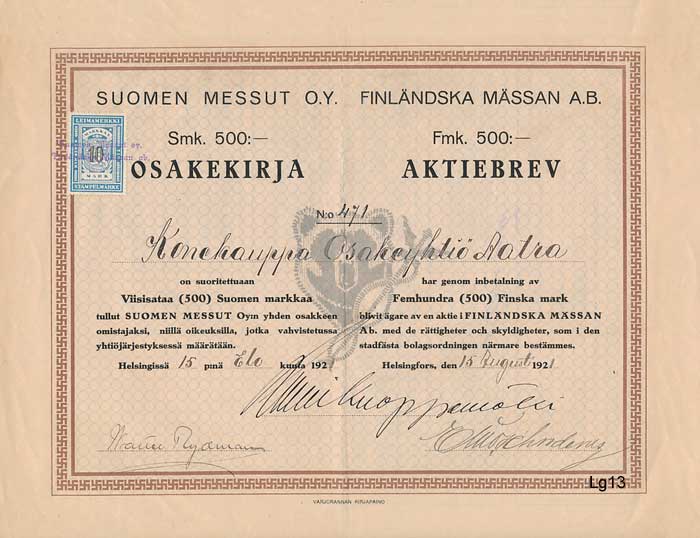 SUOMEN MESSUT O.Y. FINLÄNDSKA MÄSSAN A.B.
Smk. 500:— Fmk. 500:—
LEIMAMERKKI
10
MARK
STAMPELMARKE
OSAKEKIRJA AKTIEBREV
N:o 471
Konekauppa Osakeyhtiö Aatra
on suoritettuaan
Viisisataa (500) Suomen markkaa
tullut SUOMEN MESSUT Oy:n yhden osakkeen
omistajaksi, niillä oikeuksilla, jotka vahvistetussa
yhtiöjärjestyksessä määrätään.
Helsingissä 15 p:nä Elo kuuta 1921
har genom inbetalning av
Femhundra (500) Finska mark
blivit ägare av en aktie i FINLÄNDSKA MÄSSAN
Ab. med de rättigheter och skyldigheter, som i den
stadfästa bolagsordningen närmare bestämmes.
Helsingfors, den 15 Augusti 1921
Lg13